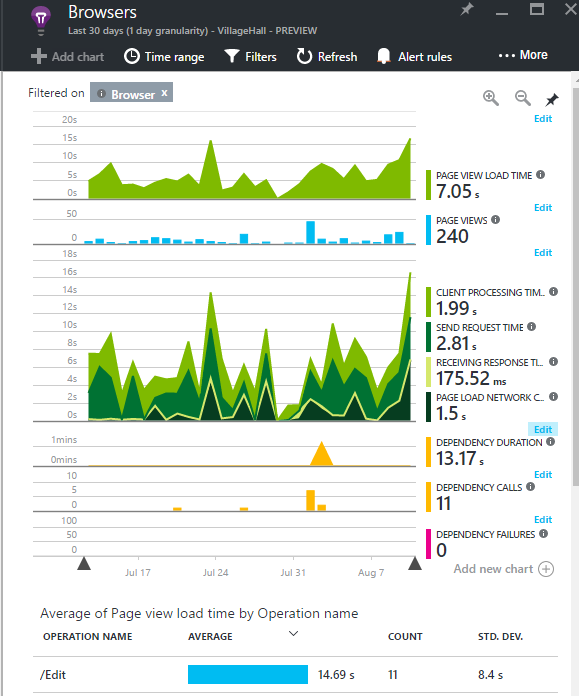 Browsers
Last 30 days (1 day granularity) - VillageHall - PREVIEW
Add chart Time range Filters Refresh Alert rules ··· More
Filtered on Browser x
Edit
20s
15s
10s
5s
0s
PAGE VIEW LOAD TIME
7.05 s
Edit
50
0
PAGE VIEWS
240
Edit
18s
16s
14s
12s
10s
8s
6s
4s
2s
0s
CLIENT PROCESSING TIM..
1.99 s
SEND REQUEST TIME
2.81 s
RECEIVING RESPONSE TI..
175.52 ms
PAGE LOAD NETWORK C..
1.5 s
Edit
1mins
0mins
DEPENDENCY DURATION
13.17 s
Edit
10
5
0
DEPENDENCY CALLS
11
Edit
100
50
0
DEPENDENCY FAILURES
0
Jul 17 Jul 24 Jul 31 Aug 7
Add new chart
Average of Page view load time by Operation name
OPERATION NAME AVERAGE COUNT STD. DEV.
/Edit 14.69 s 11 8.4 s